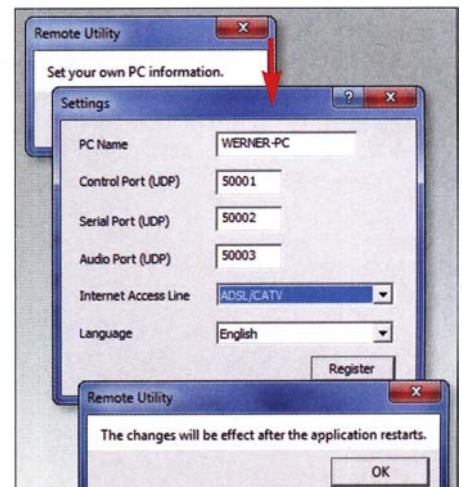 Remote Utility
Set your own PC information.
Settings
PC Name WERNER-PC
Control Port (UDP) 50001
Serial Port (UDP) 50002
Audio Port (UDP) 50003
Internet Access Line ADSL/CATV
Language English
Register
Remote Utility
The changes will be effect after the application restarts.
OK